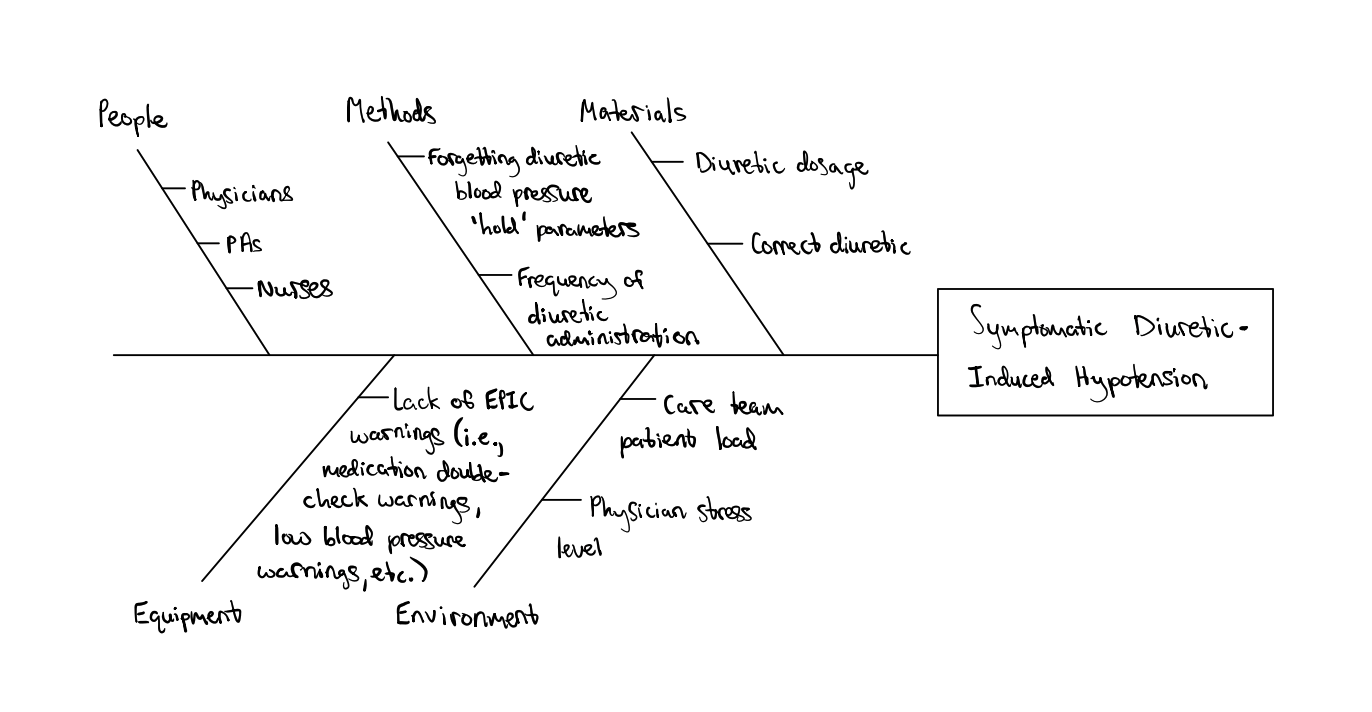 People
Physicians
PAs
Nurses
Methods
Forgetting diuretic
blood pressure
'hold' parameters
Frequency of
diuretic
administration
Materials
Diuretic dosage
Correct diuretic
Symptomatic Diuretic-
Induced Hypotension
Lack of EPIC
warnings (i.e.,
medication double-
check warnings,
low blood pressure
warnings, etc.)
Equipment
Care team
patient load
Physician stress
level
Environment